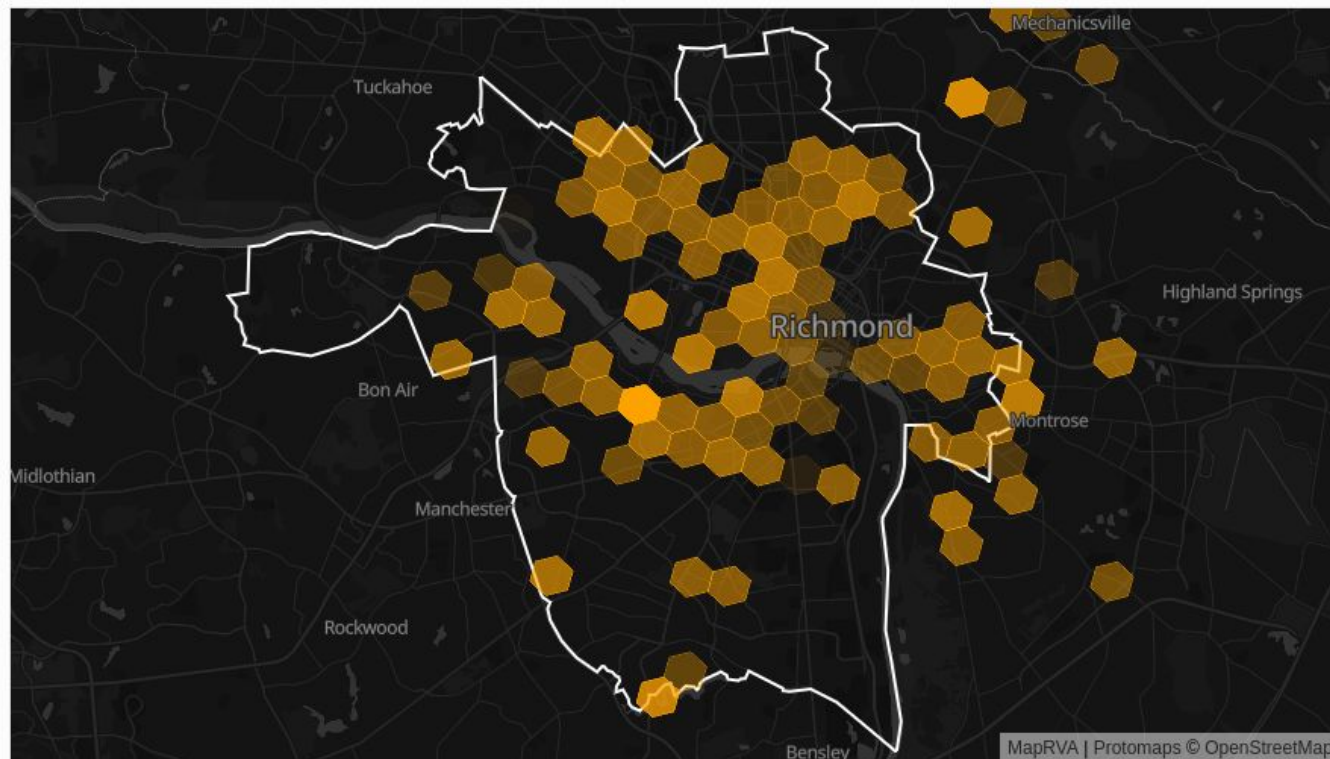 Mechanicsville
Tuckahoe
Highland Springs
Richmond
Bon Air
Montrose
Midlothian
Manchester
Rockwood
Bensley
MapRVA | Protomaps © OpenStreetMap